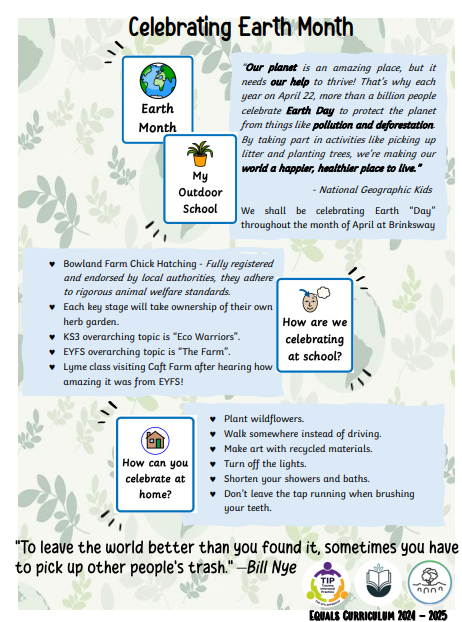 Celebrating Earth Month
Earth
Month
"Our planet is an amazing place, but it
needs our help to thrive! That's why each
year on April 22, more than a billion people
celebrate Earth Day to protect the planet
from things like pollution and deforestation.
By taking part in activities like picking up
litter and planting trees, we're making our
world a happier, healthier place to live."
- National Geographic Kids
My
Outdoor
School
We shall be celebrating Earth "Day"
throughout the month of April at Brinksway
♥ Bowland Farm Chick Hatching - Fully registered
and endorsed by local authorities, they adhere
to rigorous animal welfare standards.
♥ Each key stage will take ownership of their own
herb garden.
♥ KS3 overarching topic is "Eco Warriors".
♥ EYFS overarching topic is "The Farm".
♥ Lyme class visiting Caft Farm after hearing how
amazing it was from EYFS!
How are we
celebrating
at school?
How can you
celebrate at
home?
♥ Plant wildflowers.
♥ Walk somewhere instead of driving.
♥ Make art with recycled materials.
♥ Turn off the lights.
♥ Shorten your showers and baths.
♥ Don't leave the tap running when brushing
your teeth.
"To leave the world better than you found it, sometimes you have
to pick up other people's trash." —Bill Nye
TIP
Equals Curriculum 2024 – 2025